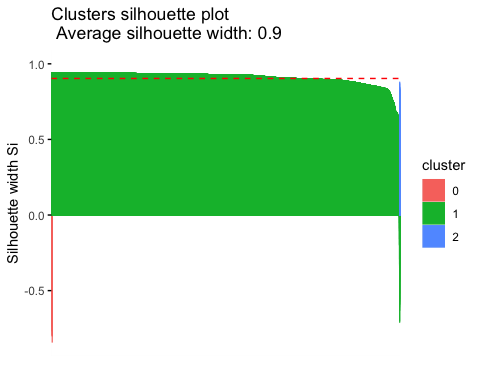 Clusters silhouette plot
Average silhouette width: 0.9
1.0
0.5
0.0
-0.5
Silhouette width Si
cluster
0
1
2